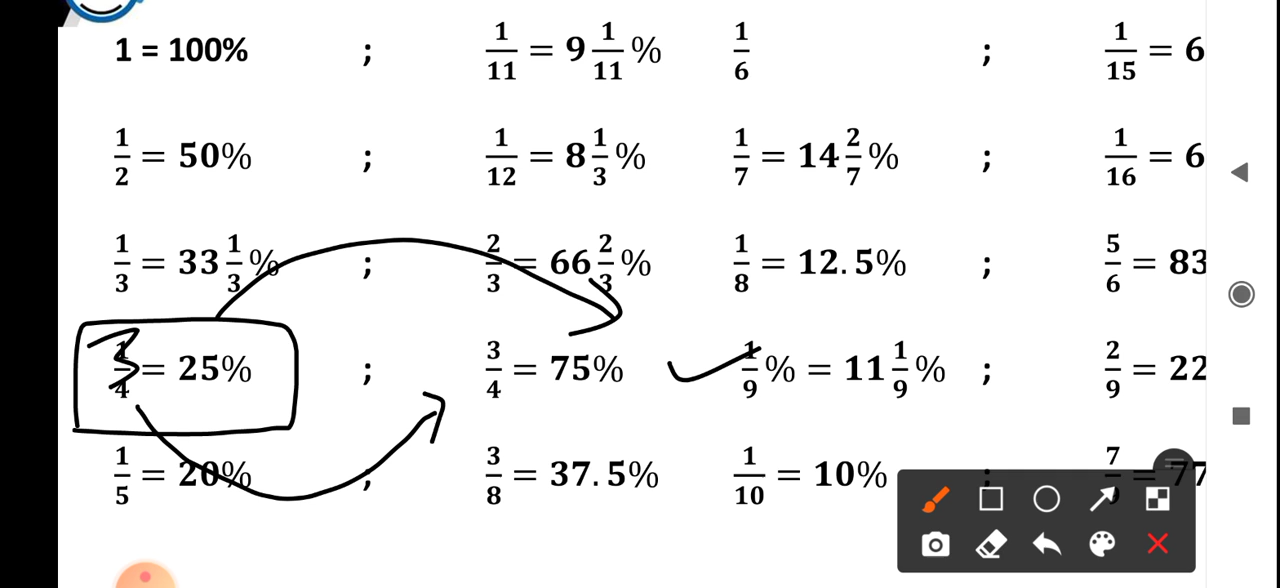 1 = 100% ; 1/11 = 9 1/11 % 1/6 ; 1/15 = 6
1/2 = 50% ; 1/12 = 8 1/3 % 1/7 = 14 2/7 % ; 1/16 = 6
1/3 = 33 1/3 % ; 2/3 = 66 2/3 % 1/8 = 12.5% ; 5/6 = 83
1/4 = 25% ; 3/4 = 75% 1/9 % = 11 1/9 % ; 2/9 = 22
1/5 = 20% ; 3/8 = 37.5% 1/10 = 10% ; 7 = 77